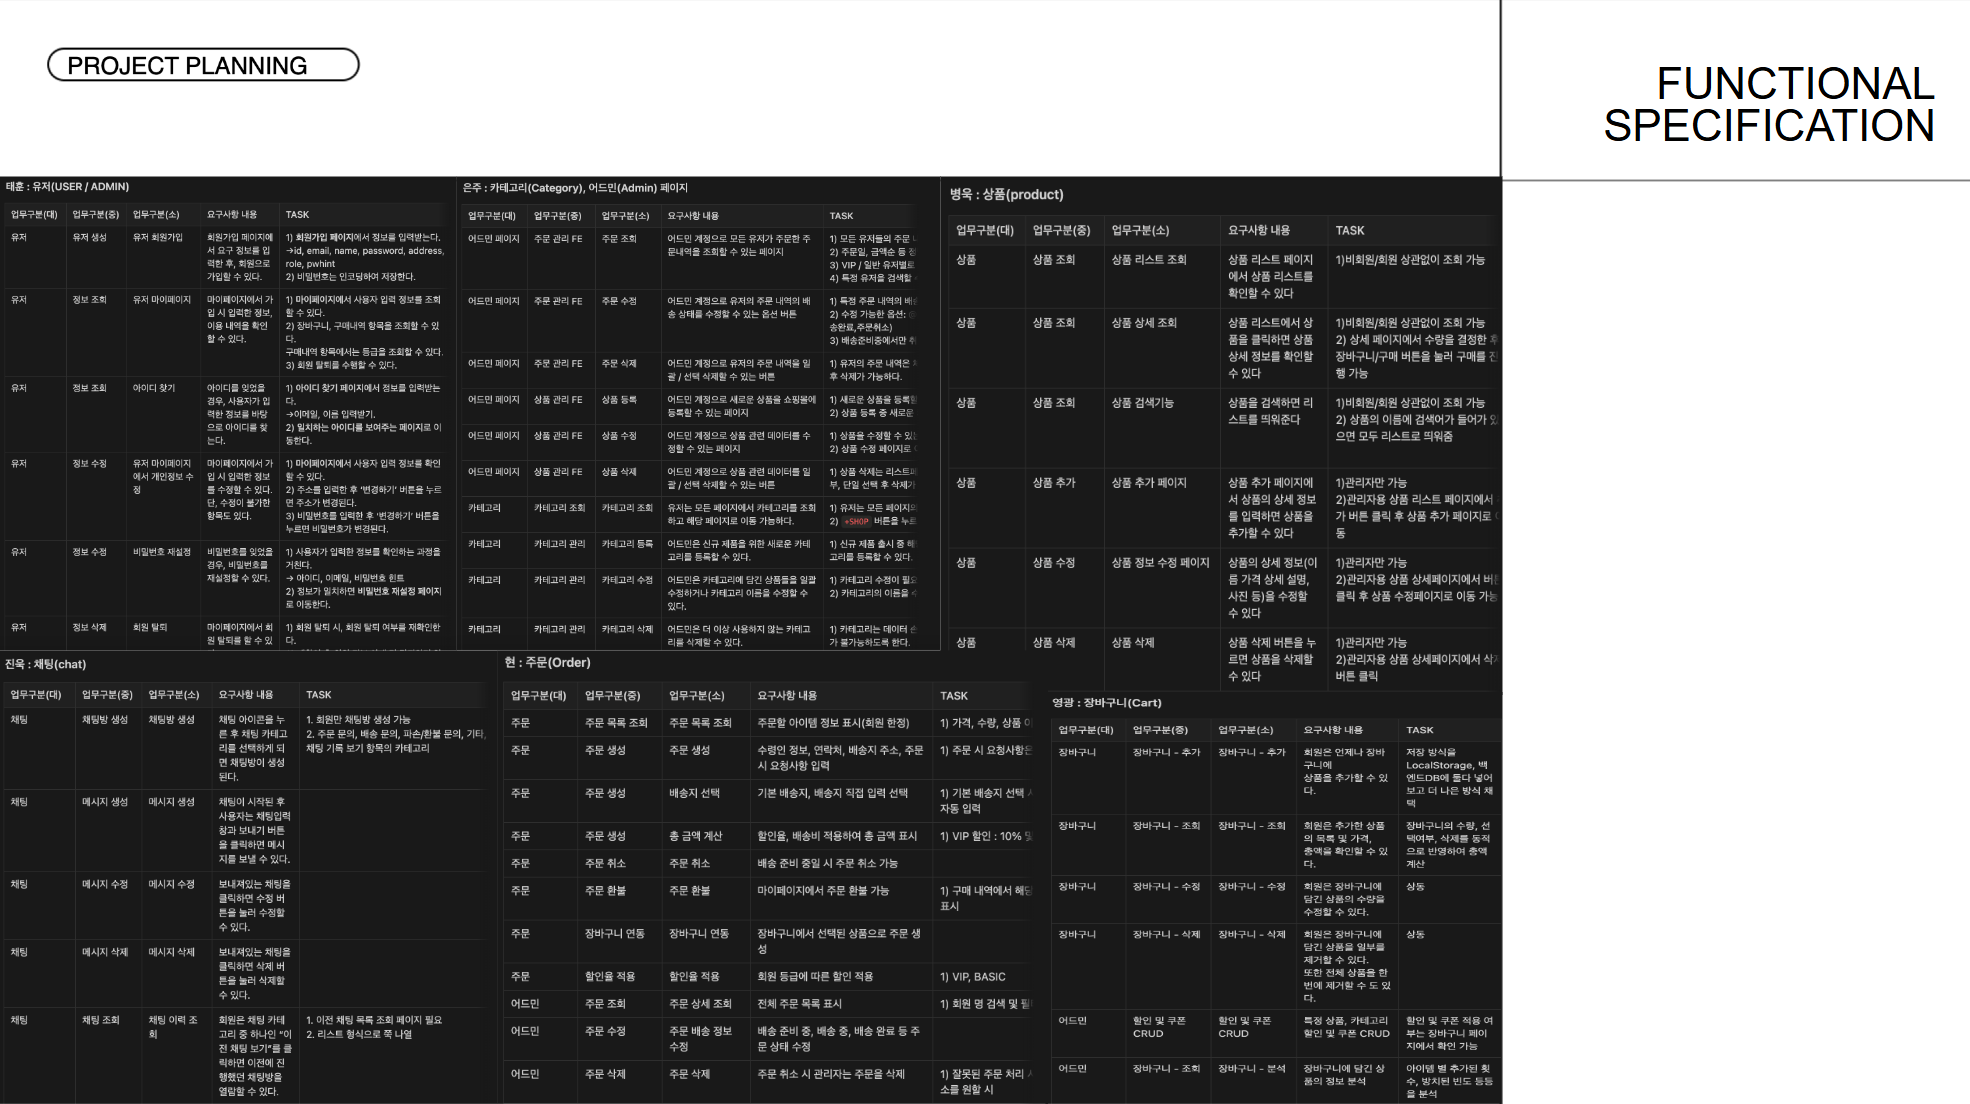 PROJECT PLANNING
FUNCTIONAL
SPECIFICATION
태훈 : 유저(USER / ADMIN)
업무구분(대) 업무구분(중) 업무구분(소) 요구사항 내용 TASK
유저 유저 생성 유저 회원가입
회원가입 페이지에
서 요구 정보를 입
력한 후, 회원으로
가입할 수 있다.
1) 회원가입 페이지에서 정보를 입력받는다.
→id, email, name, password, address,
role, pwhint
2) 비밀번호는 인코딩하여 저장한다.
유저 정보 조회 유저 마이페이지
마이페이지에서 가
입 시 입력한 정보,
이용 내역을 확인
할 수 있다.
1) 마이페이지에서 사용자 입력 정보를 조회
할 수 있다.
2) 장바구니, 구매내역 항목을 조회할 수 있
다.
구매내역 항목에서는 등급을 조회할 수 있다.
3) 회원 탈퇴를 수행할 수 있다.
유저 정보 조회 아이디 찾기
아이디를 잊었을
경우, 사용자가 입
력한 정보를 바탕
으로 아이디를 찾
는다.
1) 아이디 찾기 페이지에서 정보를 입력받는
다.
→이메일, 이름 입력받기.
2) 일치하는 아이디를 보여주는 페이지로 이
동한다.
유저 정보 수정
유저 마이페이지
에서 개인정보 수
정
마이페이지에서 가
입 시 입력한 정보
를 수정할 수 있다.
단, 수정이 불가한
항목도 있다.
1) 마이페이지에서 사용자 입력 정보를 확인
할 수 있다.
2) 주소를 입력한 후 '변경하기' 버튼을 누르
면 주소가 변경된다.
3) 비밀번호를 입력한 후 '변경하기' 버튼을
누르면 비밀번호가 변경된다.
유저 정보 수정 비밀번호 재설정
비밀번호를 잊었을
경우, 비밀번호를
재설정할 수 있다.
1) 사용자가 입력한 정보를 확인하는 과정을
거친다.
→ 아이디, 이메일, 비밀번호 힌트
2) 정보가 일치하면 비밀번호 재설정 페이지
로 이동한다.
유저 정보 삭제 회원 탈퇴
마이페이지에서 회
원 탈퇴를 할 수 있
1) 회원 탈퇴 시, 회원 탈퇴 여부를 재확인한
다.
은주 : 카테고리(Category), 어드민(Admin) 페이지
업무구분(대) 업무구분(중) 업무구분(소) 요구사항 내용 TASK
어드민 페이지 주문 관리 FE 주문 조회
어드민 계정으로 모든 유저가 주문한 주
문내역을 조회할 수 있는 페이지
1) 모든 유저들의 주문
2) 주문일, 금액순 등
3) VIP / 일반 유저별로
4) 특정 유저를 검색할
어드민 페이지 주문 관리 FE 주문 수정
어드민 계정으로 유저의 주문 내역의 배
송 상태를 수정할 수 있는 옵션 버튼
1) 특정 주문 내역의 배
2) 수정 가능한 옵션:
송완료,주문취소)
3) 배송준비중에서만
어드민 페이지 주문 관리 FE 주문 삭제
어드민 계정으로 유저의 주문 내용을 일
괄 / 선택 삭제할 수 있는 버튼
1) 유저의 주문 내역은
후 삭제가 가능하다.
어드민 페이지 상품 관리 FE 상품 등록
어드민 계정으로 새로운 상품을 쇼핑몰에
등록할 수 있는 페이지
1) 새로운 상품을 등록
2) 상품 등록 중 새로운
어드민 페이지 상품 관리 FE 상품 수정
어드민 계정으로 상품 관련 데이터를 수
정할 수 있는 페이지
1) 상품을 수정할 수 있
2) 상품 수정 페이지로
어드민 페이지 상품 관리 FE 상품 삭제
어드민 계정으로 상품 관련 데이터를 일
괄 / 선택 삭제할 수 있는 버튼
1) 상품 삭제는 리스트
부, 단일 선택 후 삭제가
카테고리 카테고리 조회 카테고리 조회
유저는 모든 페이지에서 카테고리를 조회
하고 해당 페이지로 이동 가능하다.
1) 유저는 모든 페이지의
2) +SHOP 버튼을 누르
카테고리 카테고리 관리 카테고리 등록
어드민은 신규 제품을 위한 새로운 카테
고리를 등록할 수 있다.
1) 신규 제품 출시 중
고리를 등록할 수 있다.
카테고리 카테고리 관리 카테고리 수정
어드민은 카테고리에 담긴 상품들을 일괄
수정하거나 카테고리 이름을 수정할 수
있다.
1) 카테고리 수정이 필요
2) 카테고리의 이름을
카테고리 카테고리 관리 카테고리 삭제
어드민은 더 이상 사용하지 않는 카테고
리를 삭제할 수 있다.
1) 카테고리는 데이터
가 불가능하도록 한다.
병욱 : 상품(product)
업무구분(대) 업무구분(중) 업무구분(소) 요구사항 내용 TASK
상품 상품 조회 상품 리스트 조회
상품 리스트 페이지
에서 상품 리스트를
확인할 수 있다
1)비회원/회원 상관없이 조회 가능
상품 상품 조회 상품 상세 조회
상품 리스트에서 상
품을 클릭하면 상품
상세 정보를 확인할
수 있다
1)비회원/회원 상관없이 조회 가능
2) 상세 페이지에서 수량을 결정한 후
장바구니/구매 버튼을 눌러 구매를 진
행 가능
상품 상품 조회 상품 검색기능
상품을 검색하면 리
스트를 띄워준다
1)비회원/회원 상관없이 조회 가능
2) 상품의 이름에 검색어가 들어가 있
으면 모두 리스트로 띄워줌
상품 상품 추가 상품 추가 페이지
상품 추가 페이지에
서 상품의 상세 정보
를 입력하면 상품을
추가할 수 있다
1)관리자만 가능
2)관리자용 상품 리스트 페이지에서
가 버튼 클릭 후 상품 추가 페이지로
동
상품 상품 수정 상품 정보 수정 페이지
상품의 상세 정보(이
름 가격 상세 설명,
사진 등)을 수정할
수 있다
1)관리자만 가능
2)관리자용 상품 상세페이지에서 버튼
클릭 후 상품 수정페이지로 이동 가능
상품 상품 삭제 상품 삭제
상품 삭제 버튼을 누
르면 상품을 삭제할
수 있다
1)관리자만 가능
2)관리자용 상품 상세페이지에서 삭제
버튼 클릭
진욱 : 채팅(chat)
업무구분(대) 업무구분(중) 업무구분(소) 요구사항 내용 TASK
채팅 채팅방 생성 채팅방 생성
채팅 아이콘을 누
른 후 채팅 카테고
리를 선택하게 되
면 채팅방이 생성
된다.
1. 회원만 채팅방 생성 가능
2. 주문 문의, 배송 문의, 파손/환불 문의, 기타,
채팅 기록 보기 항목의 카테고리
채팅 메시지 생성 메시지 생성
채팅이 시작된 후
사용자는 채팅입력
창과 보내기 버튼
을 클릭하면 메시
지를 보낼 수 있다.
채팅 메시지 수정 메시지 수정
보내져있는 채팅을
클릭하면 수정 버
튼을 눌러 수정할
수 있다.
채팅 메시지 삭제 메시지 삭제
보내져있는 채팅을
클릭하면 삭제 버
튼을 눌러 삭제할
수 있다.
채팅 채팅 조회
채팅 이력 조
회
회원은 채팅 카테
고리 중 하나인 "이
전 채팅 보기"를 클
릭하면 이전에 진
행했던 채팅방을
열람할 수 있다.
1. 이전 채팅 목록 조회 페이지 필요
2. 리스트 형식으로 쭉 나열
현 : 주문(Order)
업무구분(대) 업무구분(중) 업무구분(소) 요구사항 내용 TASK
주문 주문 목록 조회 주문 목록 조회 주문할 아이템 정보 표시(회원 한정) 1) 가격, 수량, 상품
주문 주문 생성 주문 생성
수령인 정보, 연락처, 배송지 주소, 주문
시 요청사항 입력
1) 주문 시 요청사항은
주문 주문 생성 배송지 선택 기본 배송지, 배송지 직접 입력 선택
1) 기본 배송지 선택
자동 입력
주문 주문 생성 총 금액 계산 할인율, 배송비 적용하여 총 금액 표시 1) VIP 할인 : 10% 및
주문 주문 취소 주문 취소 배송 준비 중일 시 주문 취소 가능
주문 주문 환불 주문 환불 마이페이지에서 주문 환불 가능
1) 구매 내역에서 해당
표시
주문 장바구니 연동 장바구니 연동
장바구니에서 선택된 상품으로 주문 생
성
주문 할인율 적용 할인율 적용 회원 등급에 따른 할인 적용 1) VIP, BASIC
어드민 주문 조회 주문 상세 조회 전체 주문 목록 표시 1) 회원 명 검색 및
어드민 주문 수정
주문 배송 정보
수정
배송 준비 중, 배송 중, 배송 완료 등 주
문 상태 수정
어드민 주문 삭제 주문 삭제 주문 취소 시 관리자는 주문을 삭제
1) 잘못된 주문 처리
소를 원할 시
영광 : 장바구니(Cart)
업무구분(대) 업무구분(중) 업무구분(소) 요구사항 내용 TASK
장바구니 장바구니 - 추가 장바구니 - 추가
회원은 언제나 장바
구니에
상품을 추가할 수 있
다.
저장 방식을
LocalStorage, 백
엔드DB에 둘다 넣어
보고 더 나은 방식 채
택
장바구니 장바구니 - 조회 장바구니 - 조회
회원은 추가한 상품
의 목록 및 가격,
총액을 확인할 수 있
다.
장바구니의 수량, 선
택여부, 삭제를 동적
으로 반영하여 총액
계산
장바구니 장바구니 - 수정 장바구니 - 수정
회원은 장바구니에
담긴 상품의 수량을
수정할 수 있다.
상동
장바구니 장바구니 - 삭제 장바구니 - 삭제
회원은 장바구니에
담긴 상품을 일부를
제거할 수 있다.
또한 전체 상품을 한
번에 제거할 수 도 있
다.
상동
어드민
할인 및 쿠폰
CRUD
할인 및 쿠폰
CRUD
특정 상품, 카테고리
할인 및 쿠폰 CRUD
할인 및 쿠폰 적용 여
부는 장바구니 페이
지에서 확인 가능
어드민 장바구니 - 조회 장바구니 - 분석
장바구니에 담긴 상
품의 정보 분석
아이템 별 추가된 횟
수, 방치된 빈도 등등
을 분석